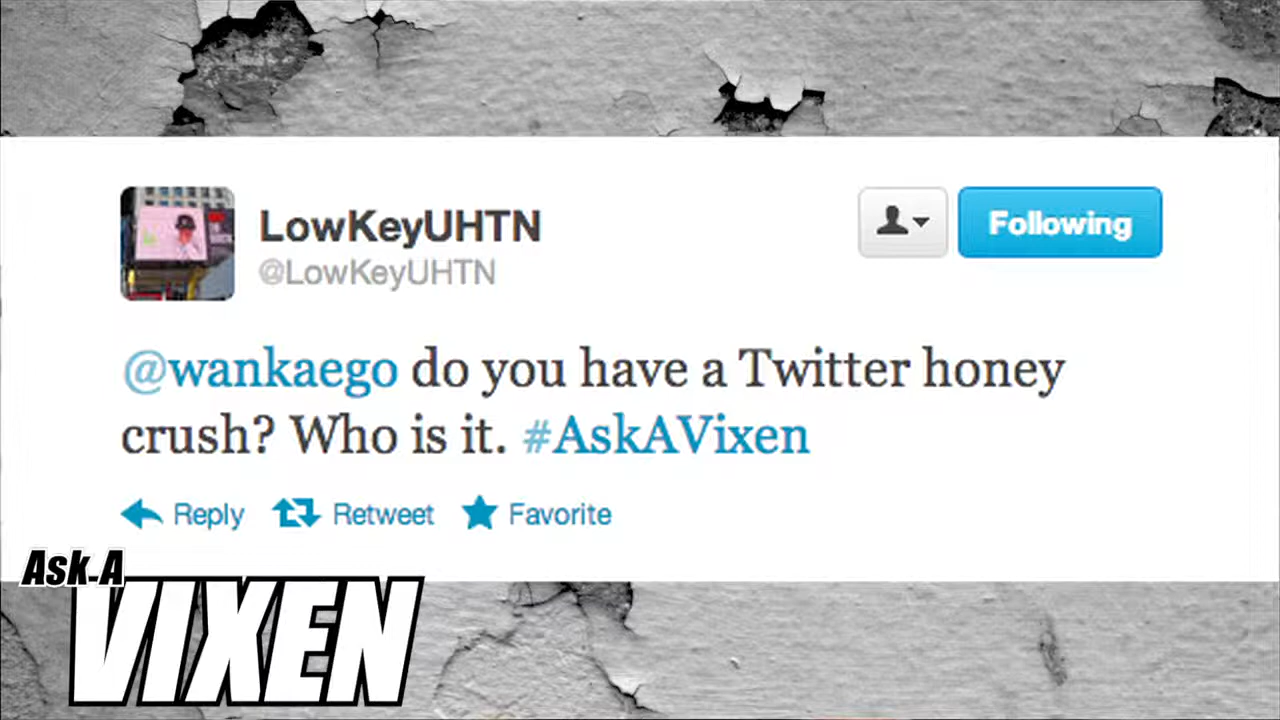 LowKeyUHTN
Following
@LowKeyUHTN
@wankaego do you have a Twitter honey
crush? Who is it. #AskAVixen
Reply Retweet Favorite
Ask-A
VIXEN